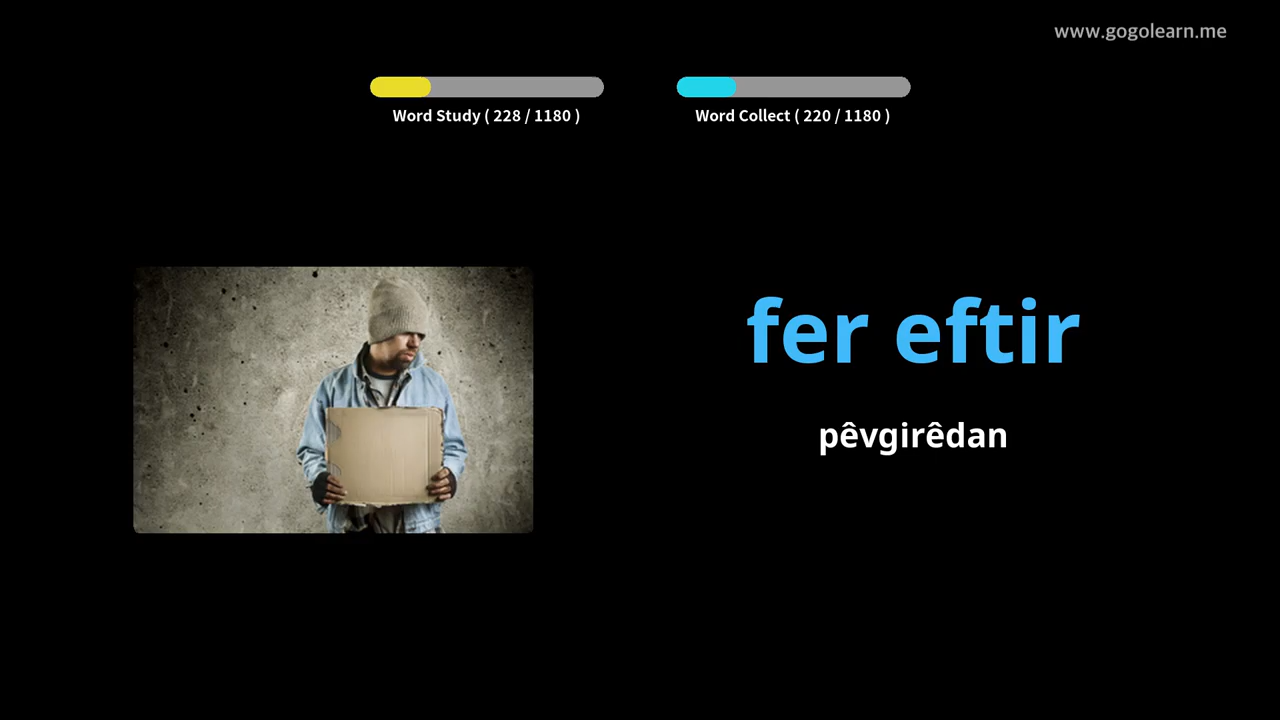 www.gogolearn.me
Word Study ( 228 / 1180 )
Word Collect ( 220 / 1180 )
fer eftir
pêvgirêdan